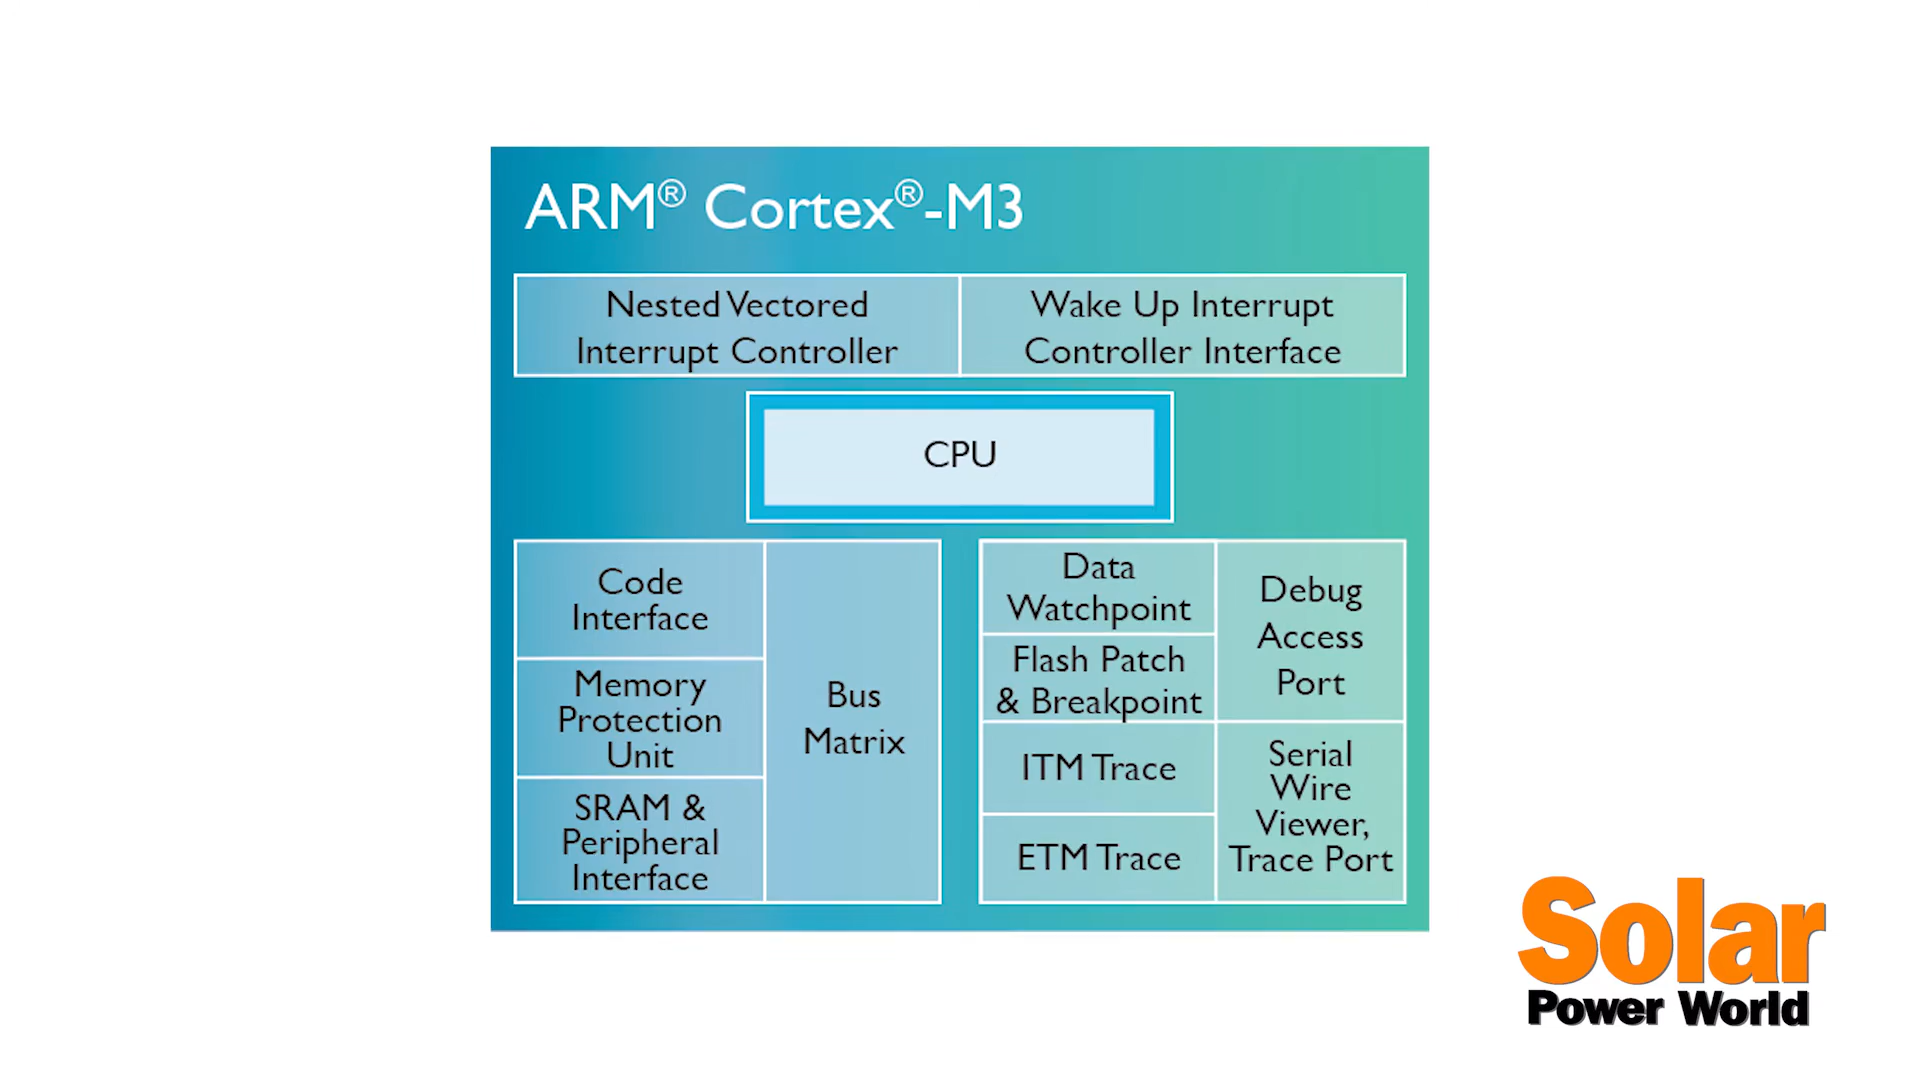 ARM® Cortex®-M3
Nested Vectored
Interrupt Controller
Wake Up Interrupt
Controller Interface
CPU
Code
Interface
Memory
Protection
Unit
SRAM &
Peripheral
Interface
Bus
Matrix
Data
Watchpoint
Flash Patch
& Breakpoint
ITM Trace
ETM Trace
Debug
Access
Port
Serial
Wire
Viewer,
Trace Port
Solar
Power World